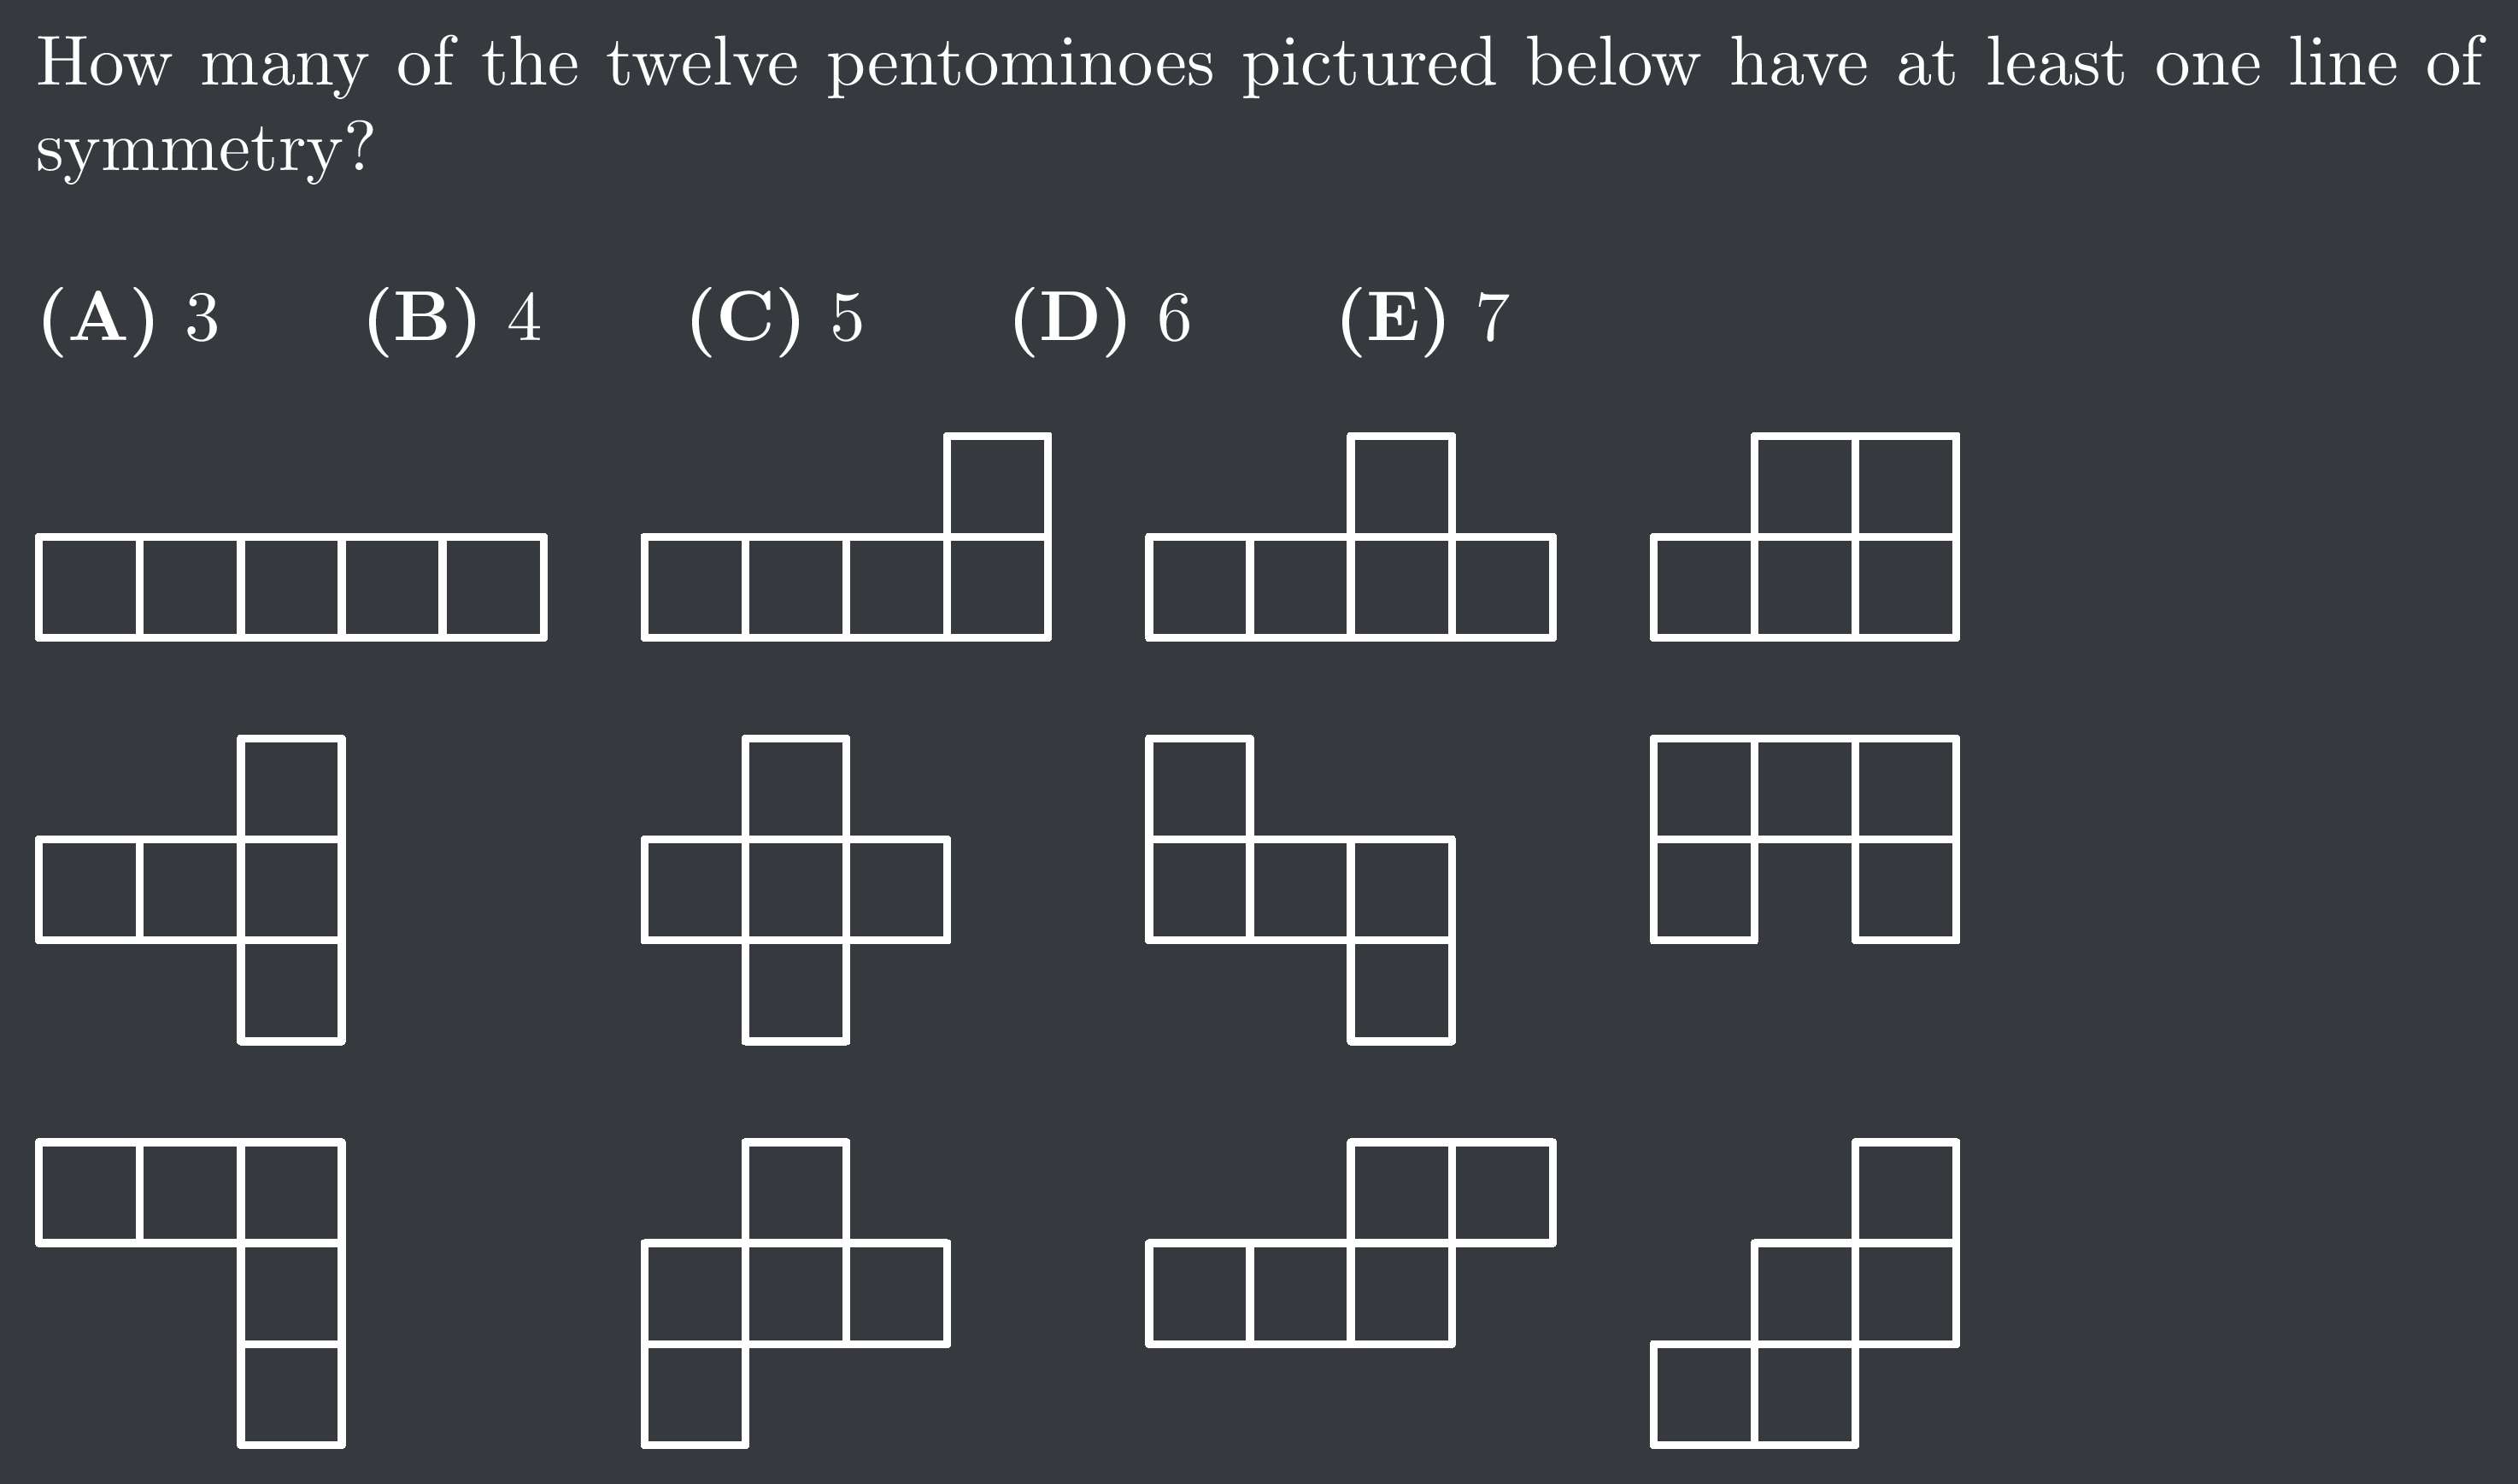 How many of the twelve pentominoes pictured below have at least one line of
symmetry?
(A) 3 (B) 4 (C) 5 (D) 6 (E) 7